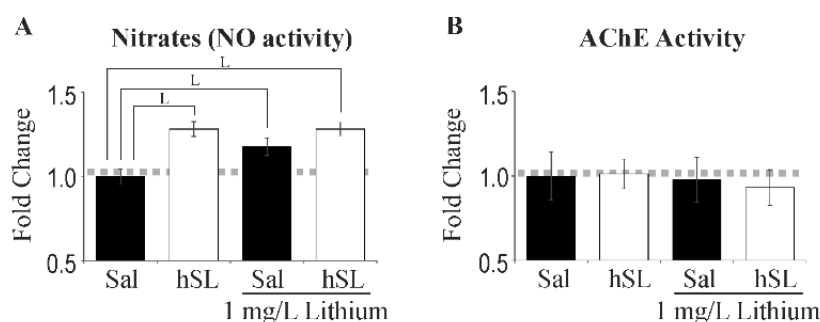 A
Nitrates (NO activity)
L
L
L
Fold Change
1.5
1.0
0.5
Sal hSL Sal hSL
1 mg/L Lithium
B
AChE Activity
Fold Change
1.5
1.0
0.5
Sal hSL Sal hSL
1 mg/L Lithium